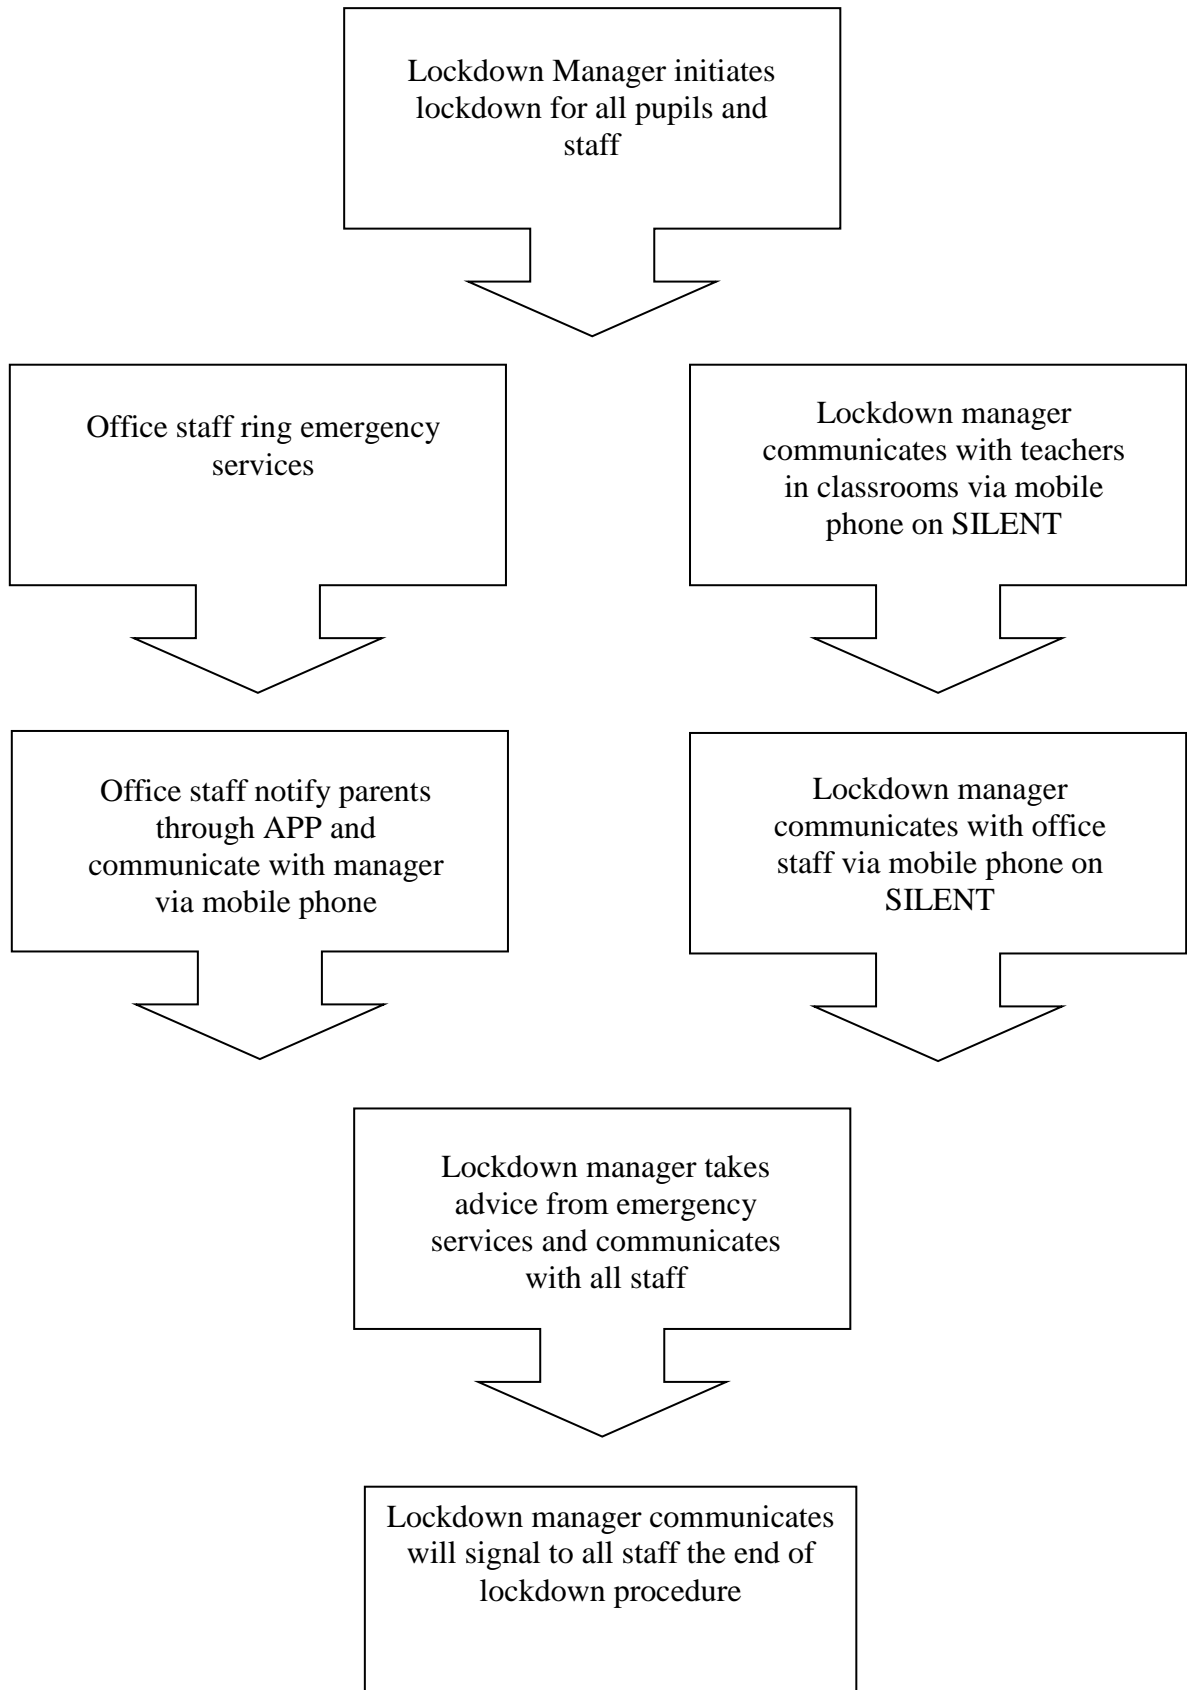 Lockdown Manager initiates
lockdown for all pupils and
staff
Office staff ring emergency
services
Lockdown manager
communicates with teachers
in classrooms via mobile
phone on SILENT
Office staff notify parents
through APP and
communicate with manager
via mobile phone
Lockdown manager
communicates with office
staff via mobile phone on
SILENT
Lockdown manager takes
advice from emergency
services and communicates
with all staff
Lockdown manager communicates
will signal to all staff the end of
lockdown procedure